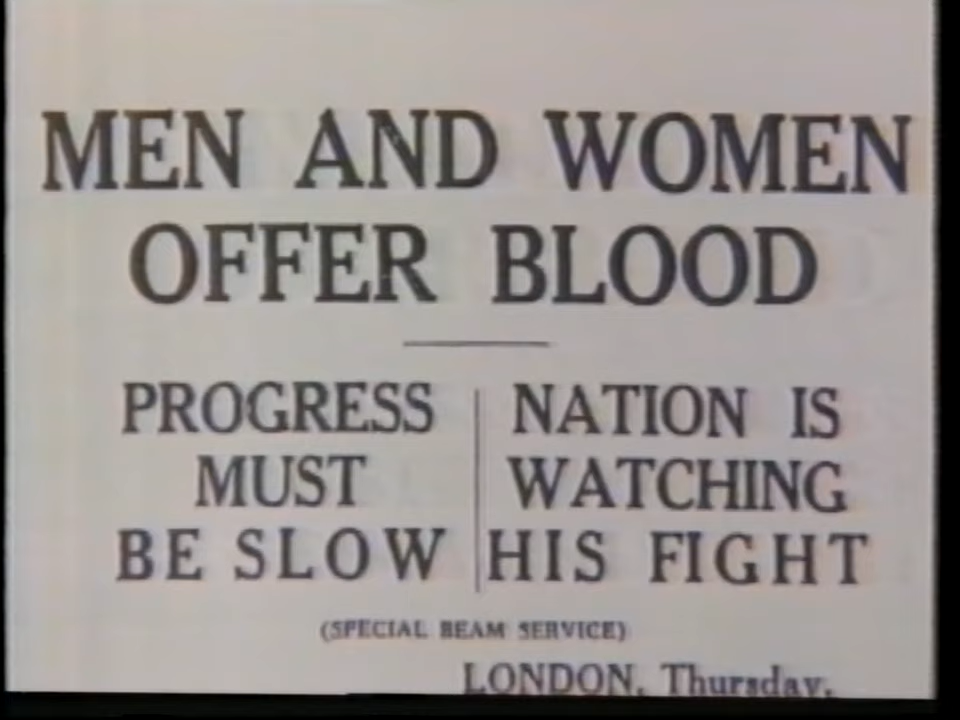 MEN AND WOMEN
OFFER BLOOD
PROGRESS
MUST
BE SLOW
NATION IS
WATCHING
HIS FIGHT
(SPECIAL BEAM SERVICE)
LONDON, Thursday.